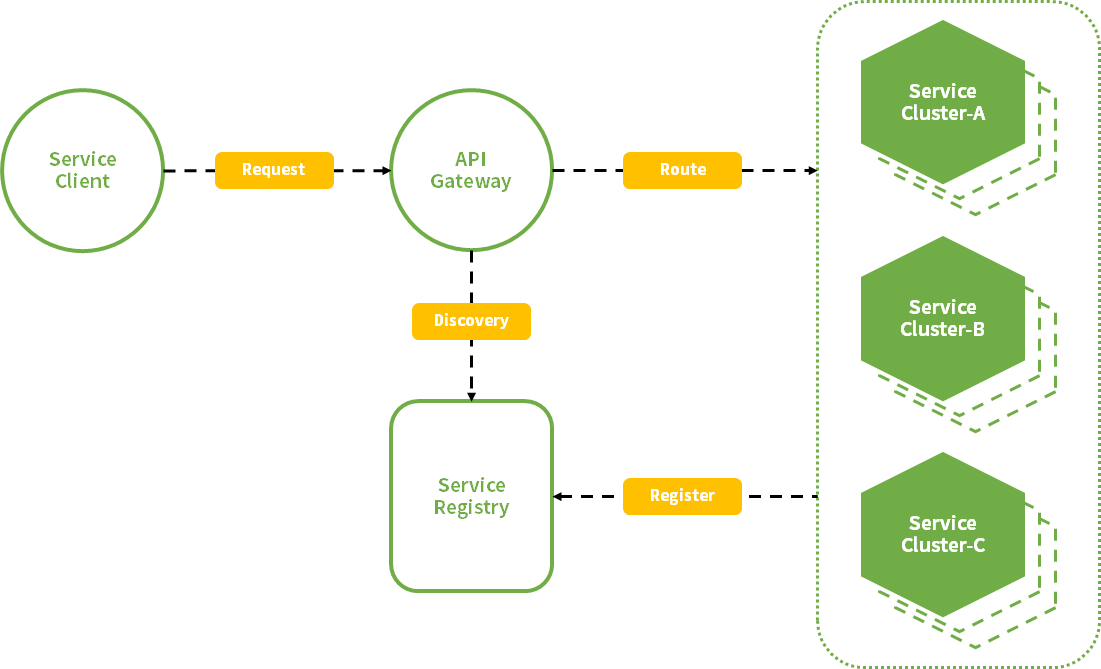 Service
Client
Request
API
Gateway
Route
Service
Cluster-A
Discovery
Service
Cluster-B
Service
Registry
Register
Service
Cluster-C